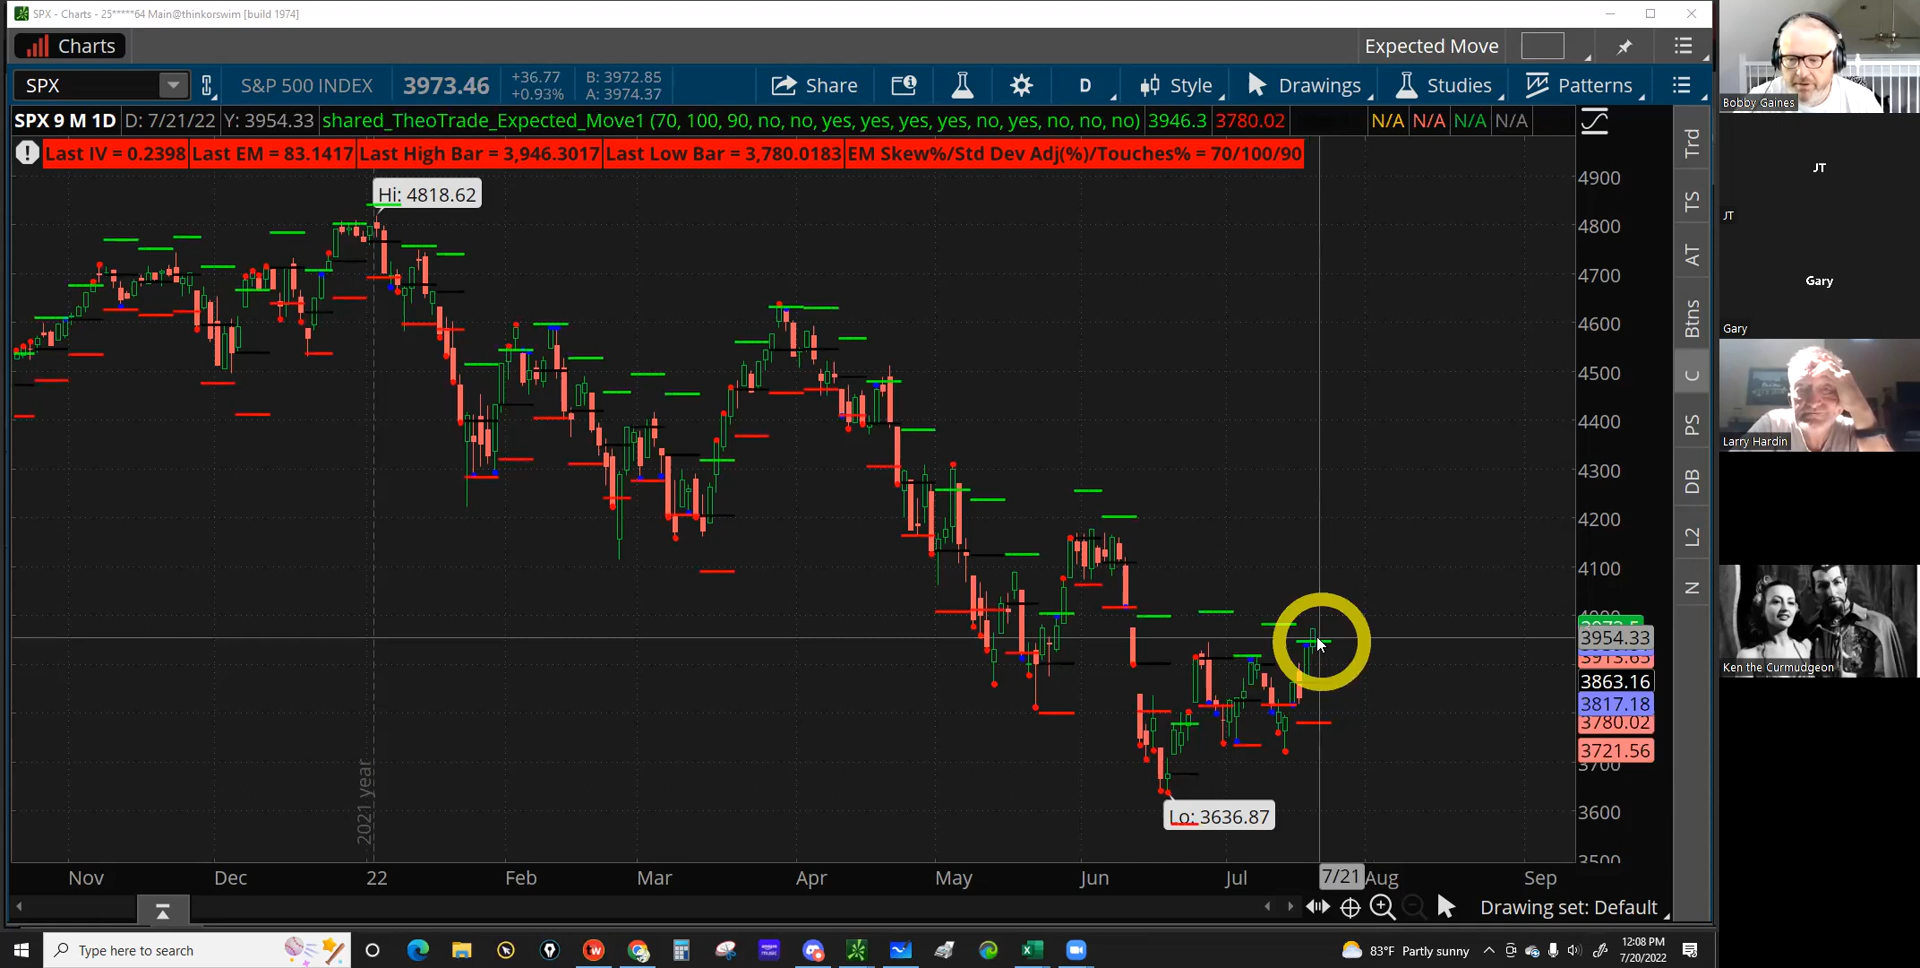 SPX - Charts - 25*****64 Main@thinkorswim [build 1974]
Charts
Expected Move
SPX
S&P 500 INDEX
3973.46
+36.77
+0.93%
B: 3972.85
A: 3974.37
Share
D
Style
Drawings
Studies
Patterns
SPX 9 M 1D
D: 7/21/22
Y: 3954.33
shared_TheoTrade_Expected_Move1 (70, 100, 90, no, no, yes, yes, yes, yes, no, yes, no, no, no)
3946.3
3780.02
N/A
N/A
N/A
N/A
Last IV = 0.2398
Last EM = 83.1417
Last High Bar = 3,946.3017
Last Low Bar = 3,780.0183
EM Skew%/Std Dev Adj(%)/Touches% = 70/100/90
Hi: 4818.62
Lo: 3636.87
2021 year
4900
4800
4700
4600
4500
4400
4300
4200
4100
3954.33
3913.65
3863.16
3817.18
3780.02
3721.56
3700
3600
3500
Nov
Dec
22
Feb
Mar
Apr
May
Jun
Jul
7/21
Aug
Sep
Drawing set: Default
Trd
TS
AT
Btns
C
PS
DB
L2
N
Bobby Gaines
JT
JT
Gary
Gary
Larry Hardin
Ken the Curmudgeon
Type here to search
83°F Partly sunny
12:08 PM
7/20/2022